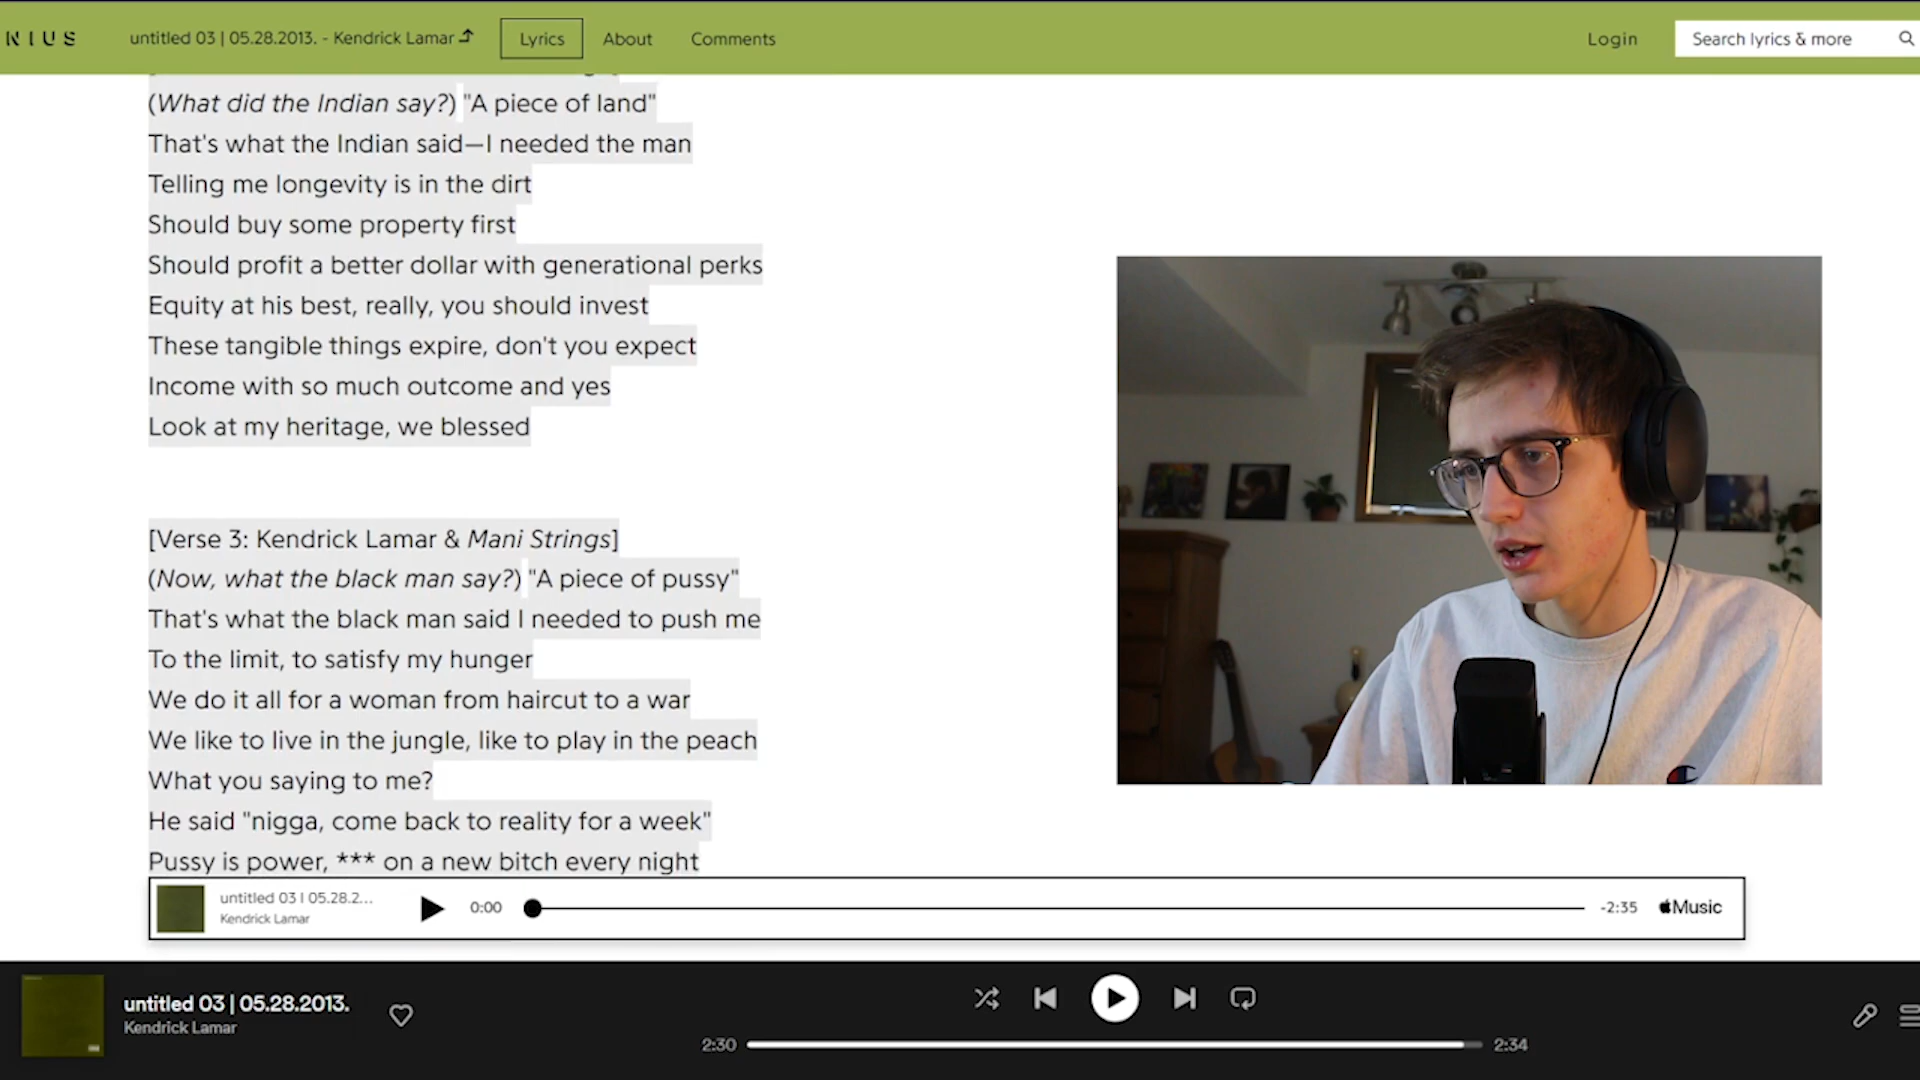 NIUS
untitled 03 | 05.28.2013. - Kendrick Lamar
Lyrics
About
Comments
Login
Search lyrics & more
(What did the Indian say?) "A piece of land"
That's what the Indian said—I needed the man
Telling me longevity is in the dirt
Should buy some property first
Should profit a better dollar with generational perks
Equity at his best, really, you should invest
These tangible things expire, don't you expect
Income with so much outcome and yes
Look at my heritage, we blessed
[Verse 3: Kendrick Lamar & Mani Strings]
(Now, what the black man say?) "A piece of pussy"
That's what the black man said I needed to push me
To the limit, to satisfy my hunger
We do it all for a woman from haircut to a war
We like to live in the jungle, like to play in the peach
What you saying to me?
He said "nigga, come back to reality for a week"
Pussy is power, *** on a new bitch every night
untitled 03 | 05.28.2...
Kendrick Lamar
0:00
-2:35
Music
untitled 03 | 05.28.2013.
Kendrick Lamar
2:30
2:34